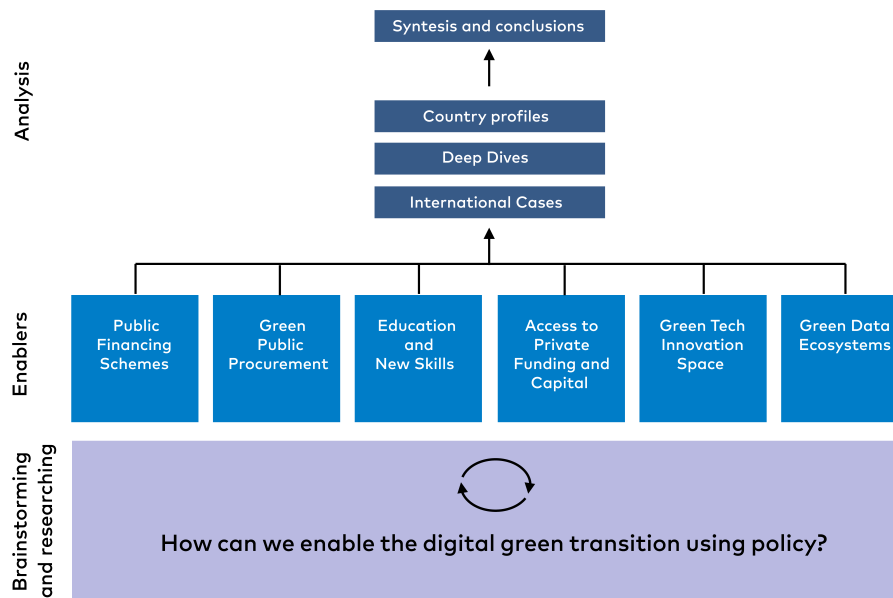 Syntesis and conclusions
Analysis
Country profiles
Deep Dives
International Cases
Enablers
Public
Financing
Schemes
Green
Public
Procurement
Education
and
New Skills
Access to
Private
Funding and
Capital
Green Tech
Innovation
Space
Green Data
Ecosystems
Brainstorming
and researching
How can we enable the digital green transition using policy?